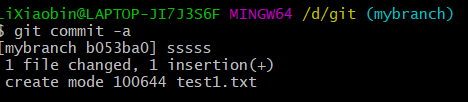 LiXiaobin@LAPTOP-JI7J3S6F MINGW64 /d/git (mybranch)
$ git commit -a
[mybranch b053ba0] sssss
1 file changed, 1 insertion(+)
create mode 100644 test1.txt